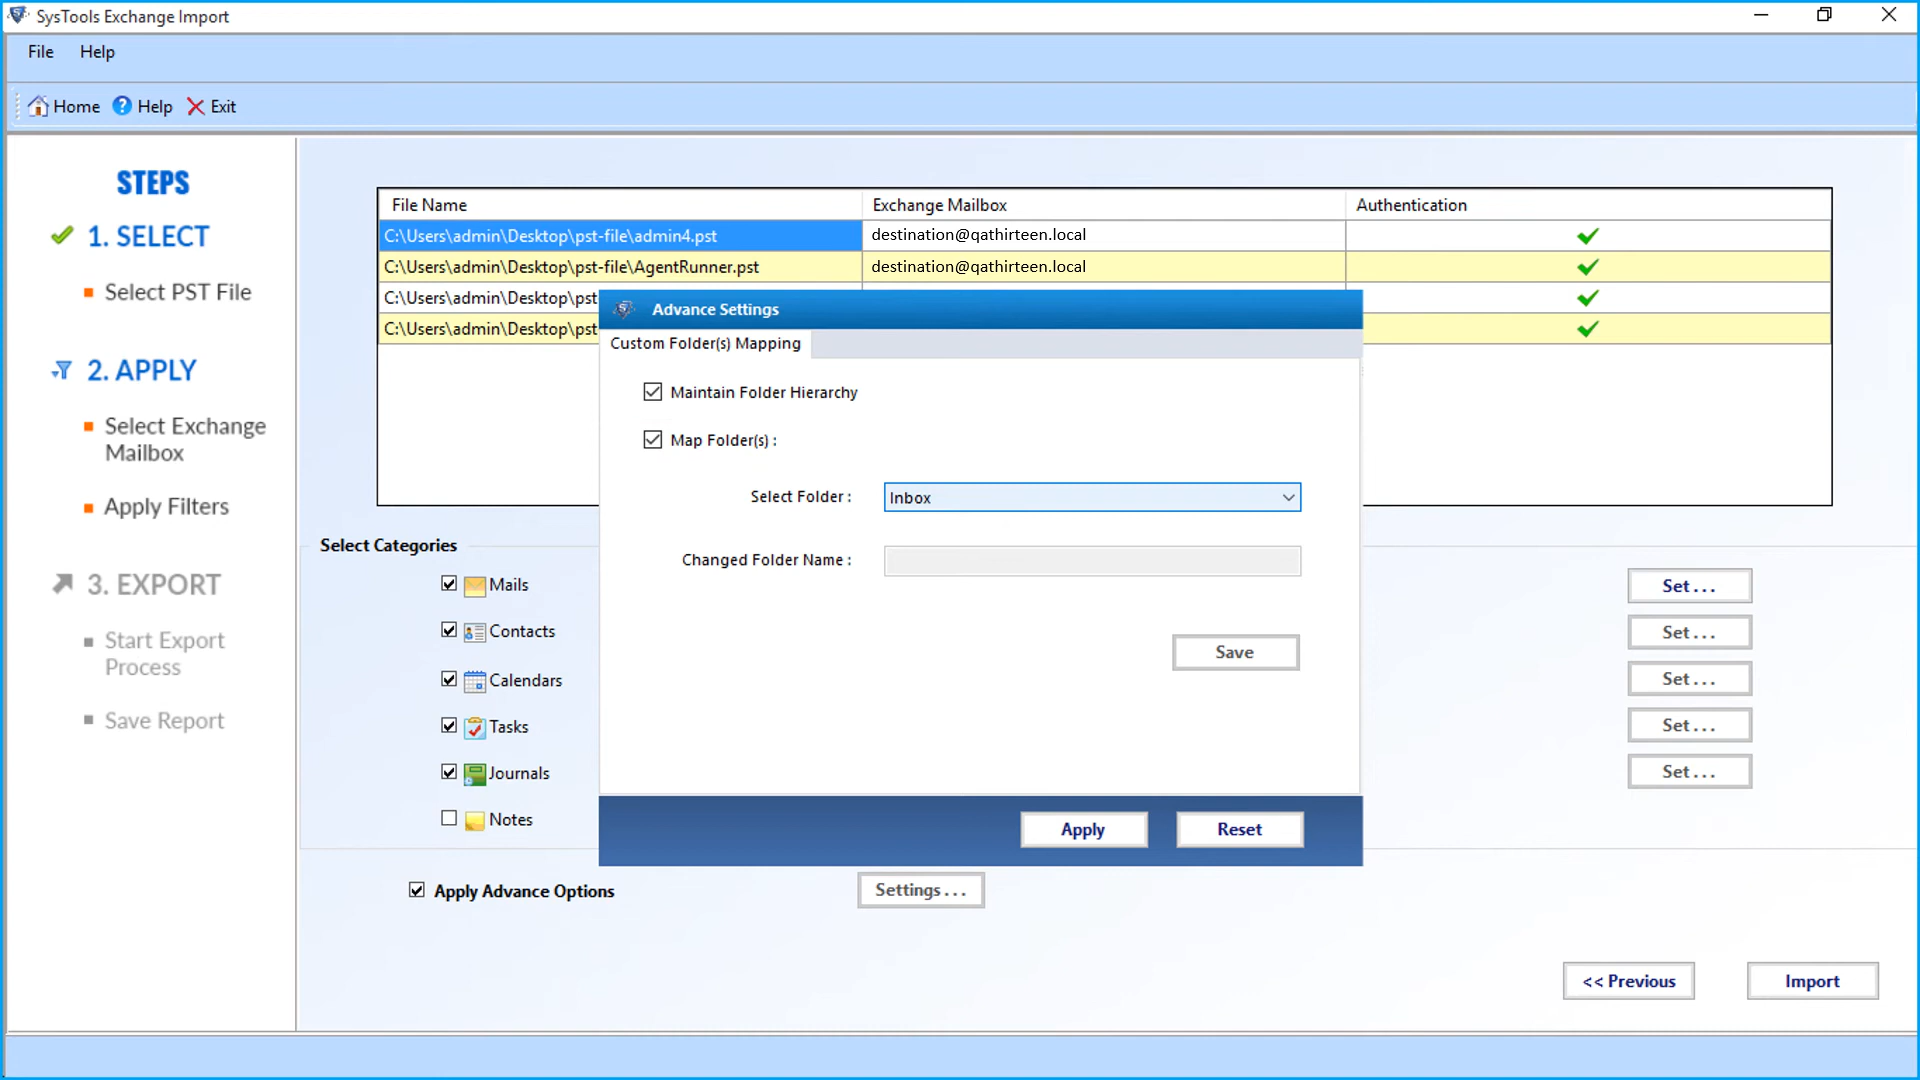 SysTools Exchange Import
File Help
Home Help Exit
STEPS
1. SELECT
Select PST File
2. APPLY
Select Exchange
Mailbox
Apply Filters
3. EXPORT
Start Export
Process
Save Report
File Name Exchange Mailbox Authentication
C:\Users\admin\Desktop\pst-file\admin4.pst destination@qathirteen.local
C:\Users\admin\Desktop\pst-file\AgentRunner.pst destination@qathirteen.local
C:\Users\admin\Desktop\pst
C:\Users\admin\Desktop\pst
Advance Settings
Custom Folder(s) Mapping
Maintain Folder Hierarchy
Map Folder(s) :
Select Folder : Inbox
Changed Folder Name :
Save
Apply Reset
Select Categories
Mails Set . . .
Contacts Set . . .
Calendars Set . . .
Tasks Set . . .
Journals Set . . .
Notes
Apply Advance Options Settings . . .
<< Previous Import